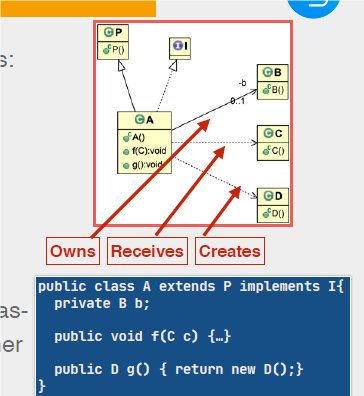 s:
C P
P()
I
A
A()
f(C):void
g():void
-b
0..1
C B
B()
C C
C()
C D
D()
Owns Receives Creates
as-
er
public class A extends P implements I{
private B b;
public void f(C c) {…}
public D g() { return new D();}
}